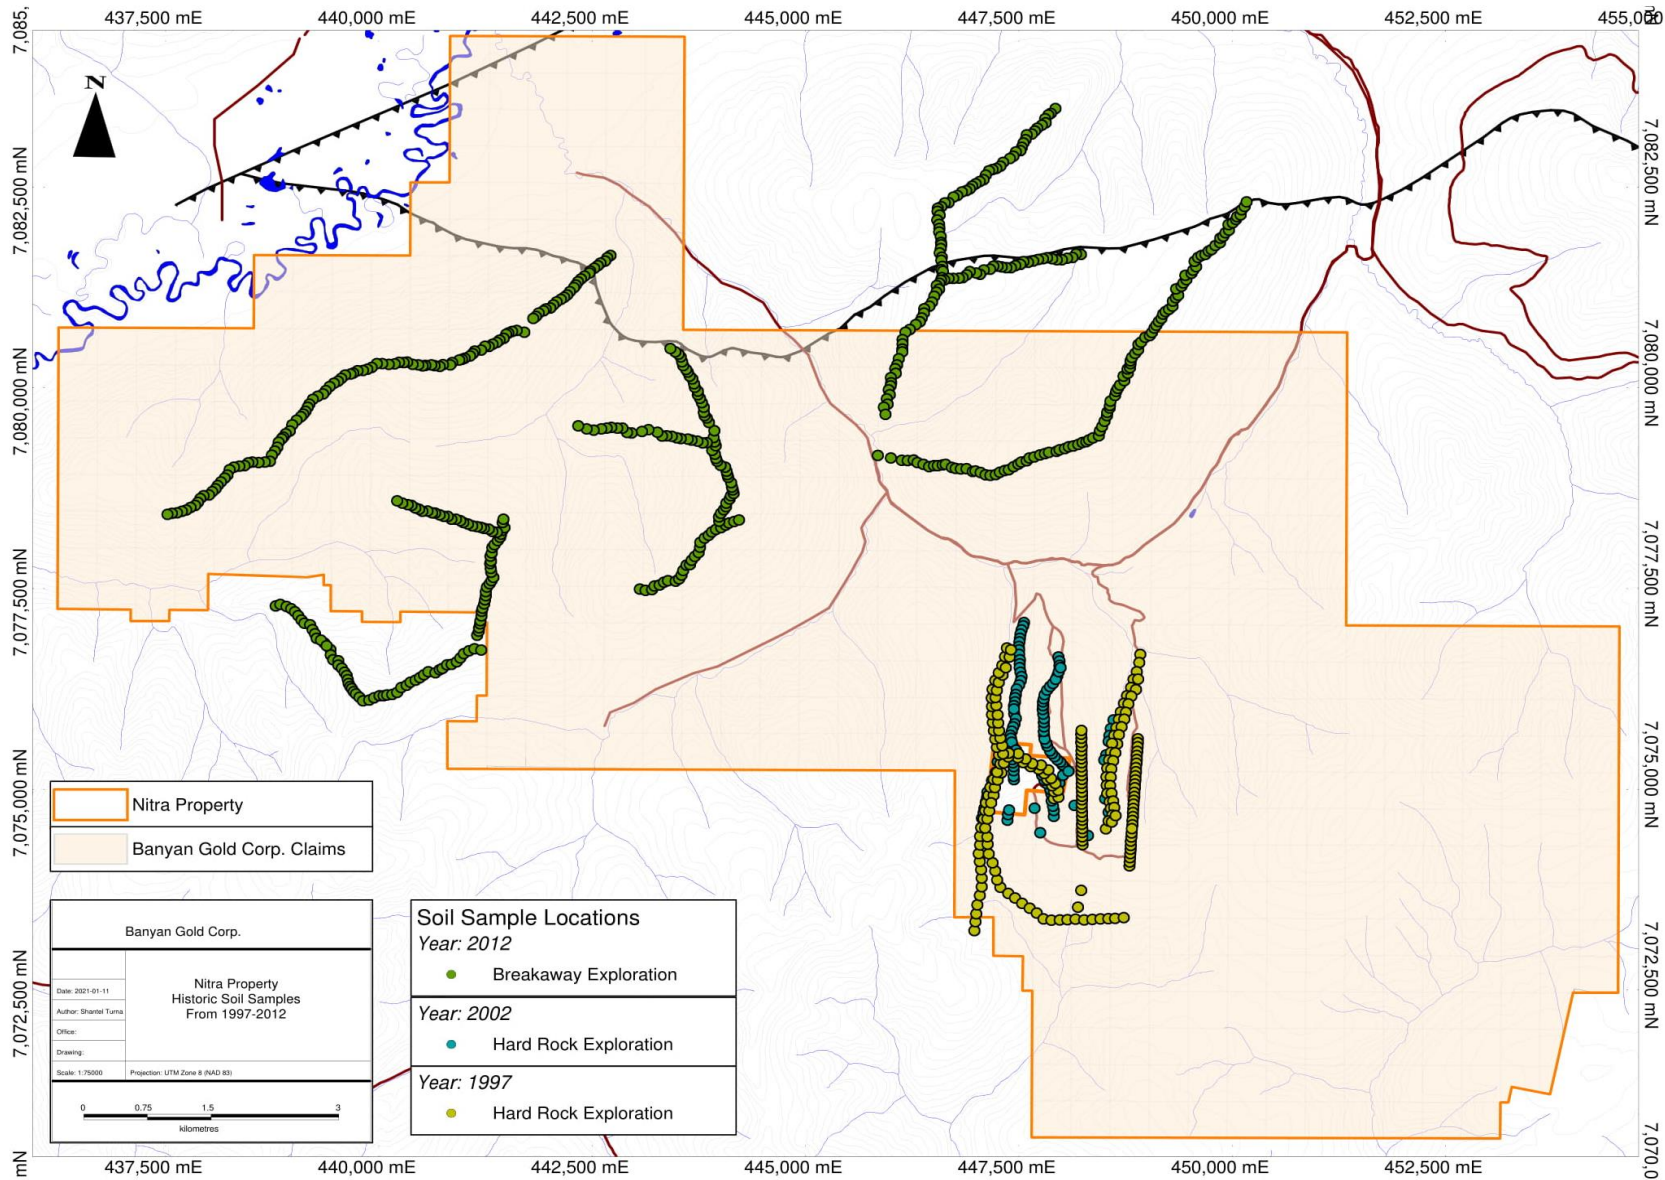 437,500 mE
440,000 mE
442,500 mE
445,000 mE
447,500 mE
450,000 mE
452,500 mE
7,085,
N
7,082,500 mN
7,082,500 mN
7,080,000 mN
7,080,000 mN
7,077,500 mN
7,077,500 mN
7,075,000 mN
7,075,000 mN
7,072,500 mN
7,072,500 mN
mN
7,070,0
Nitra Property
Banyan Gold Corp. Claims
Banyan Gold Corp.
Date: 2021-01-11
Author: Shantel Turna
Office:
Drawing:
Scale: 1:75000
Nitra Property
Historic Soil Samples
From 1997-2012
Projection: UTM Zone 8 (NAD 83)
0 0.75 1.5 3
kilometres
Soil Sample Locations
Year: 2012
Breakaway Exploration
Year: 2002
Hard Rock Exploration
Year: 1997
Hard Rock Exploration
437,500 mE
440,000 mE
442,500 mE
445,000 mE
447,500 mE
450,000 mE
452,500 mE